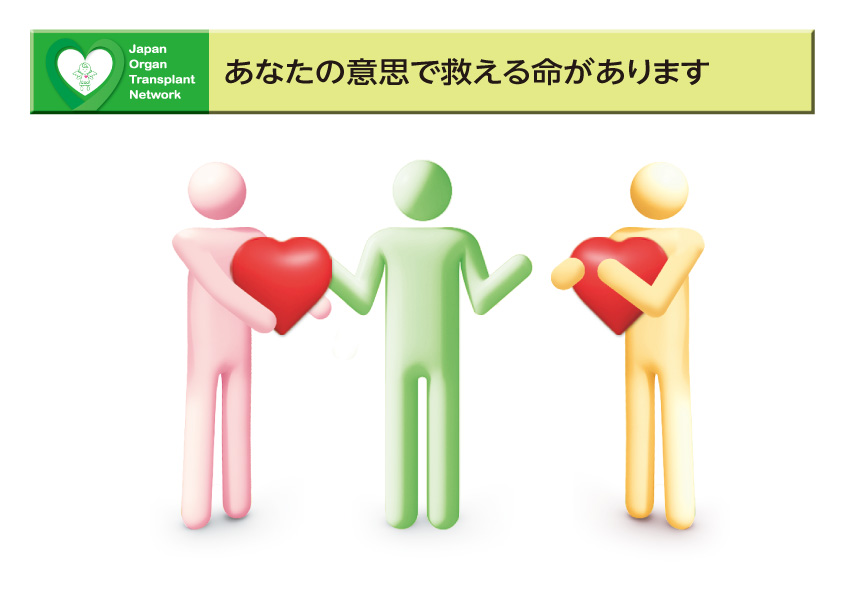 Japan
Organ
Transplant
Network
あなたの意思で救える命があります